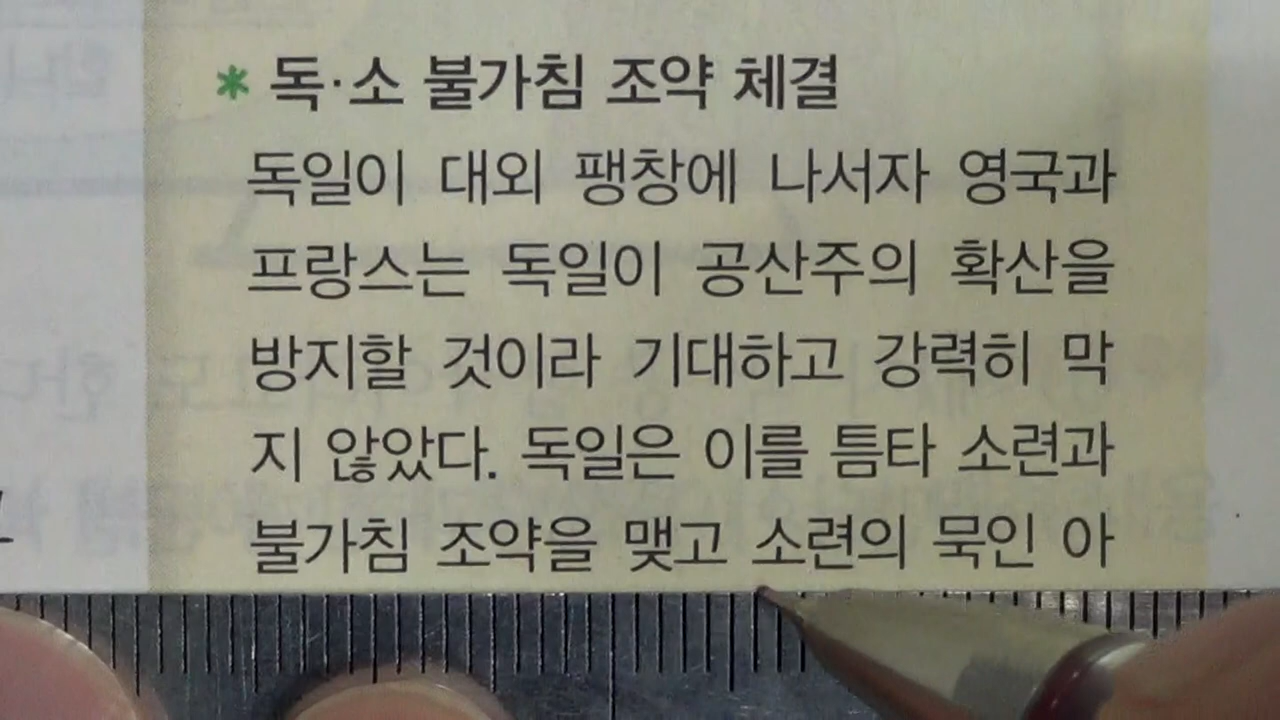 * 독·소 불가침 조약 체결
독일이 대외 팽창에 나서자 영국과
프랑스는 독일이 공산주의 확산을
방지할 것이라 기대하고 강력히 막
지 않았다. 독일은 이를 틈타 소련과
불가침 조약을 맺고 소련의 묵인 아